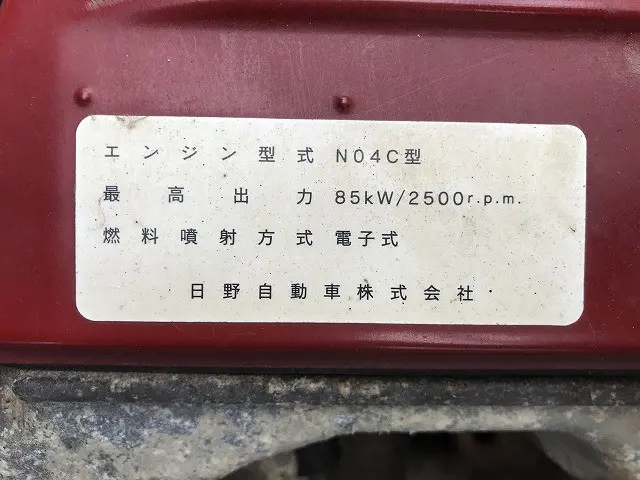 エンジン型式 N04C型
最高出力 85kW/2500r.p.m.
燃料噴射方式 電子式
日野自動車株式会社